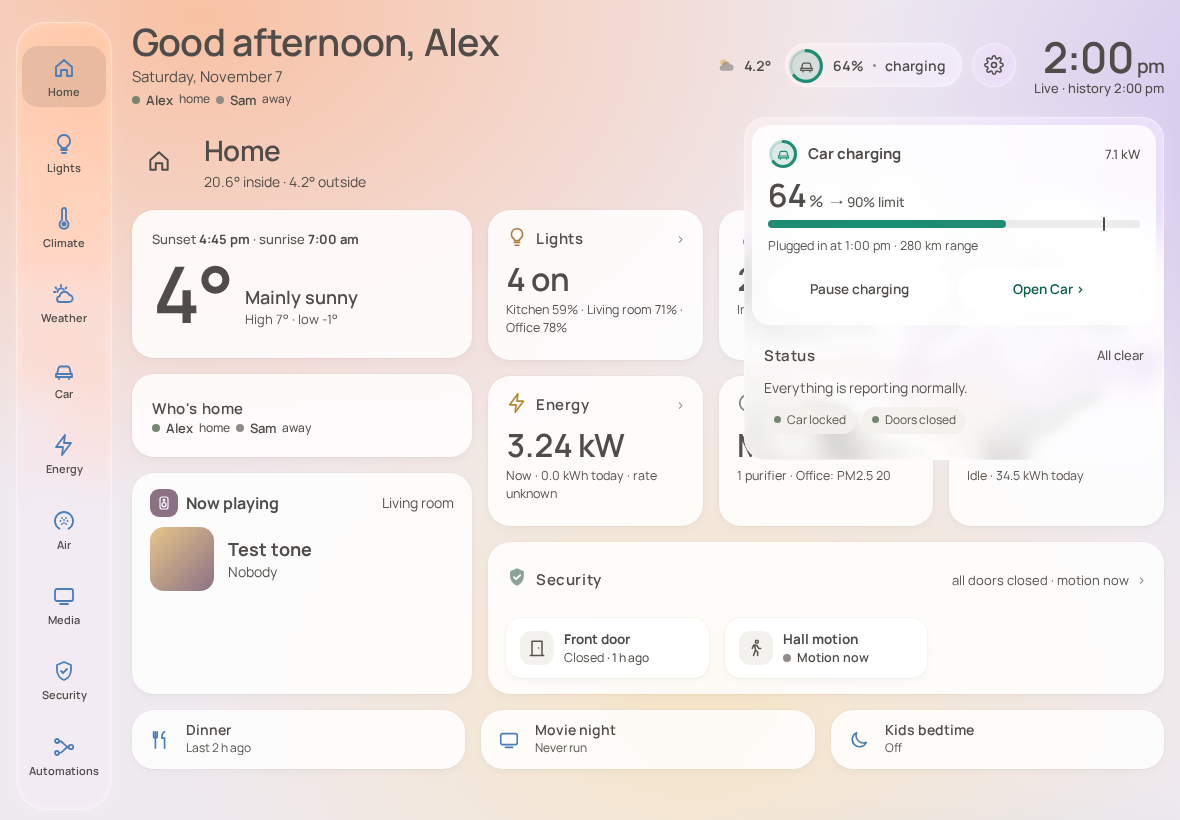 Good afternoon, Alex
Saturday, November 7
Alex home Sam away
4.2°
64% • charging
2:00 pm
Live · history 2:00 pm
Home
Lights
Climate
Weather
Car
Energy
Air
Media
Security
Automations
Home
20.6° inside · 4.2° outside
Sunset 4:45 pm · sunrise 7:00 am
4°
Mainly sunny
High 7° · low -1°
Who's home
Alex home Sam away
Now playing
Living room
Test tone
Nobody
Lights
4 on
Kitchen 59% · Living room 71% ·
Office 78%
Energy
3.24 kW
Now · 0.0 kWh today · rate
unknown
Car charging
7.1 kW
64% → 90% limit
Plugged in at 1:00 pm · 280 km range
Pause charging
Open Car ›
Status
All clear
Everything is reporting normally.
Car locked
Doors closed
1 purifier · Office: PM2.5 20
Idle · 34.5 kWh today
Security
all doors closed · motion now
Front door
Closed · 1 h ago
Hall motion
Motion now
Dinner
Last 2 h ago
Movie night
Never run
Kids bedtime
Off